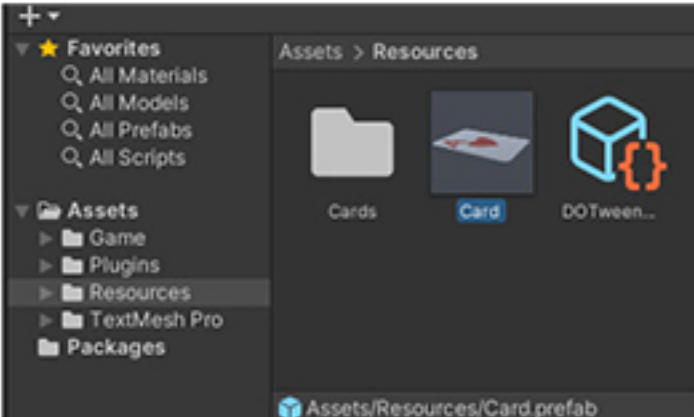 Favorites
All Materials
All Models
All Prefabs
All Scripts
Assets
Game
Plugins
Resources
TextMesh Pro
Packages
Assets > Resources
Cards
Card
DOTween...
Assets/Resources/Card.prefab